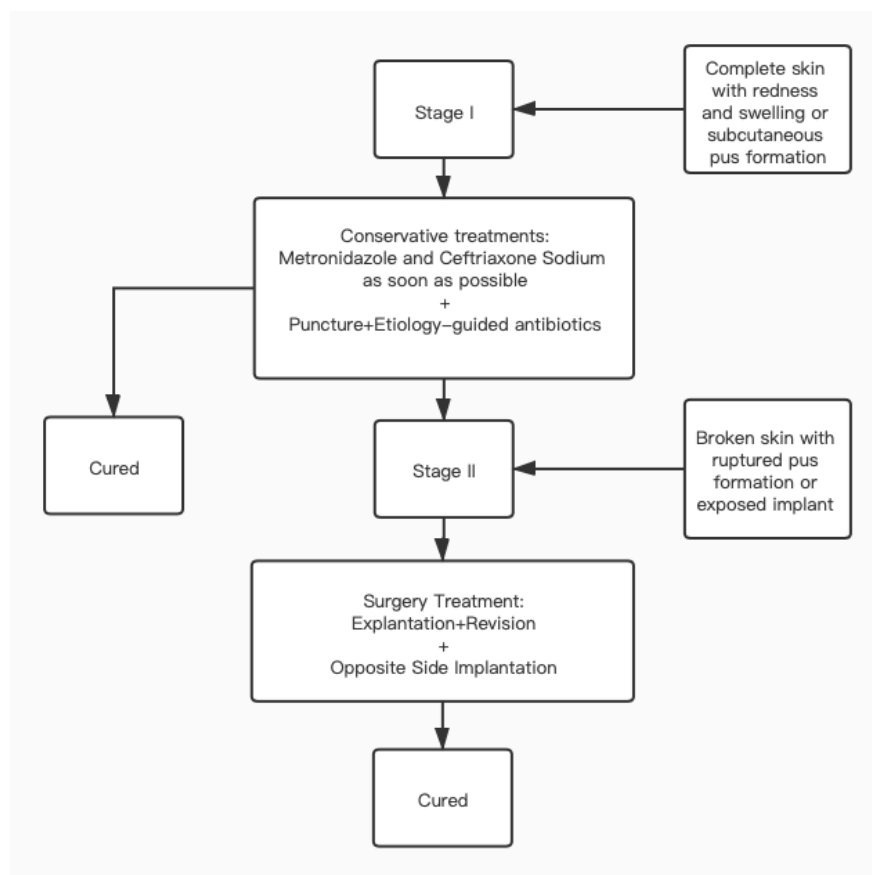 Stage I
Complete skin
with redness
and swelling or
subcutaneous
pus formation
Conservative treatments:
Metronidazole and Ceftriaxone Sodium
as soon as possible
+
Puncture+Etiology-guided antibiotics
Cured
Stage II
Broken skin with
ruptured pus
formation or
exposed implant
Surgery Treatment:
Explantation+Revision
+
Opposite Side Implantation
Cured